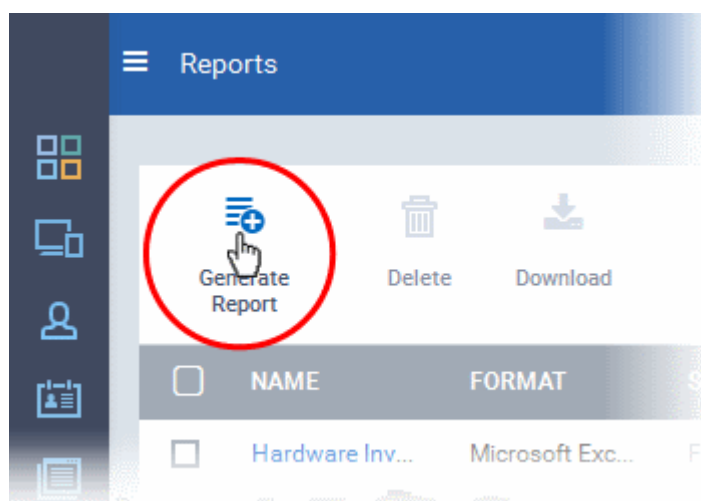 Reports
Generate Delete Download
Report
NAME FORMAT S
Hardware Inv... Microsoft Exc... F